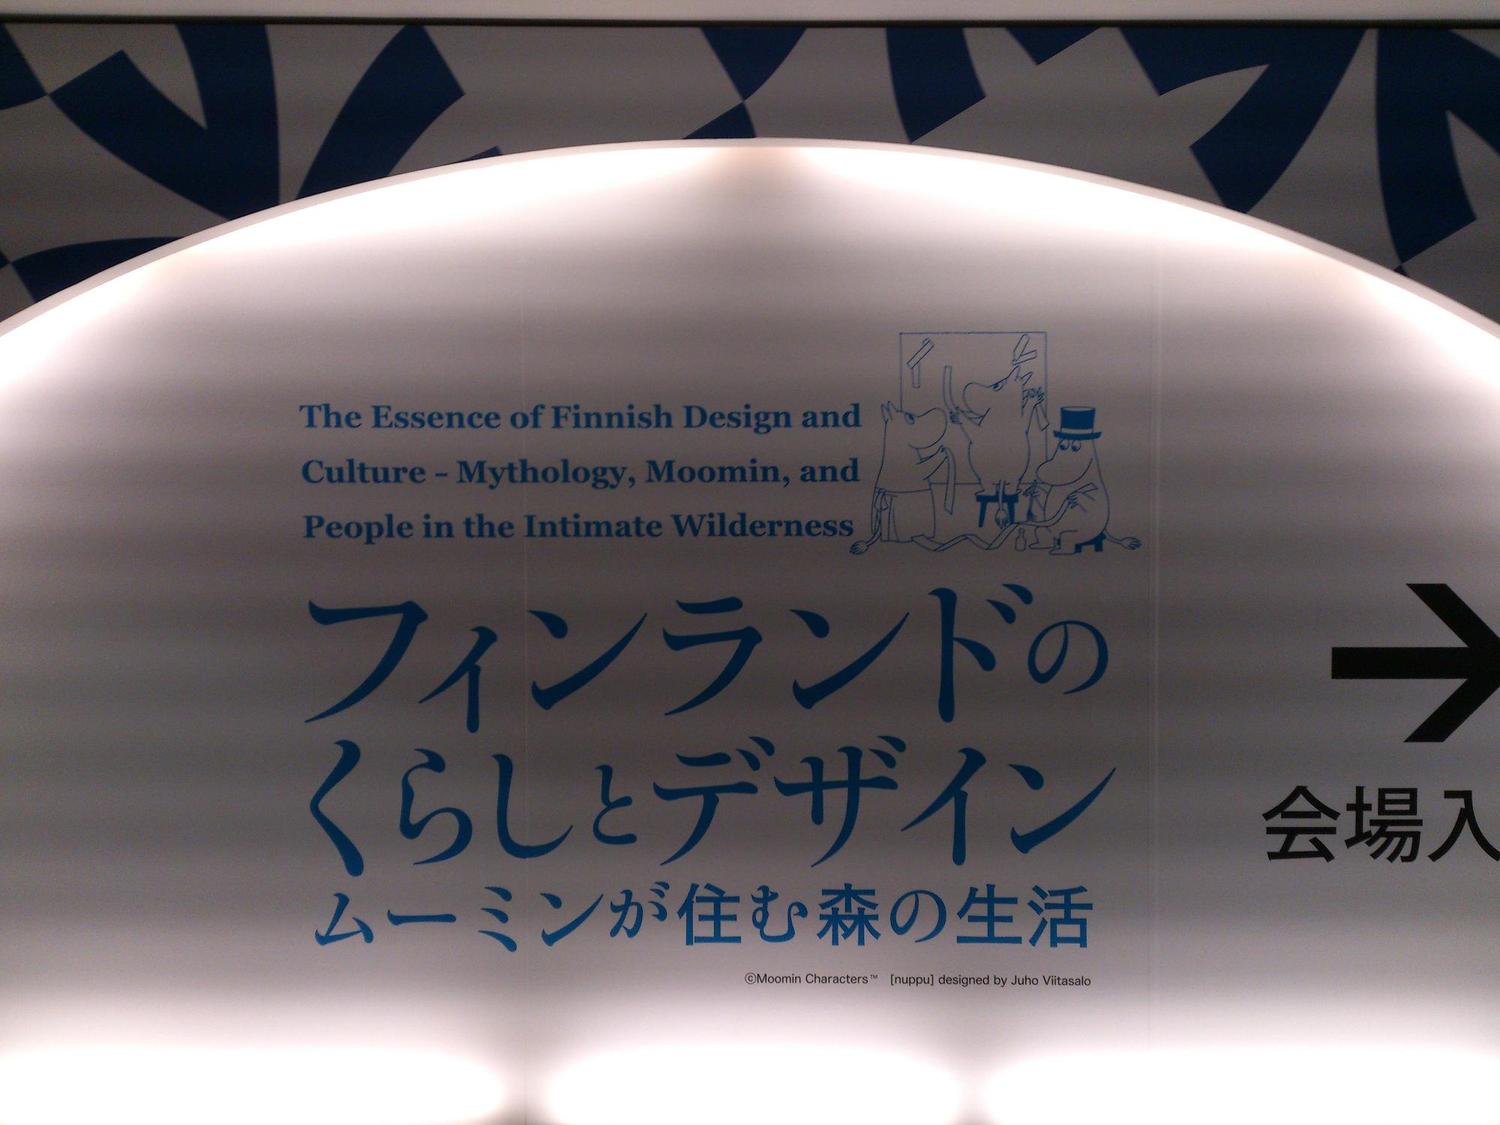 The Essence of Finnish Design and
Culture – Mythology, Moomin, and
People in the Intimate Wilderness
フィンランドの
くらしとデザイン
ムーミンが住む森の生活
©Moomin Characters™ [nuppu] designed by Juho Viitasalo
会場入